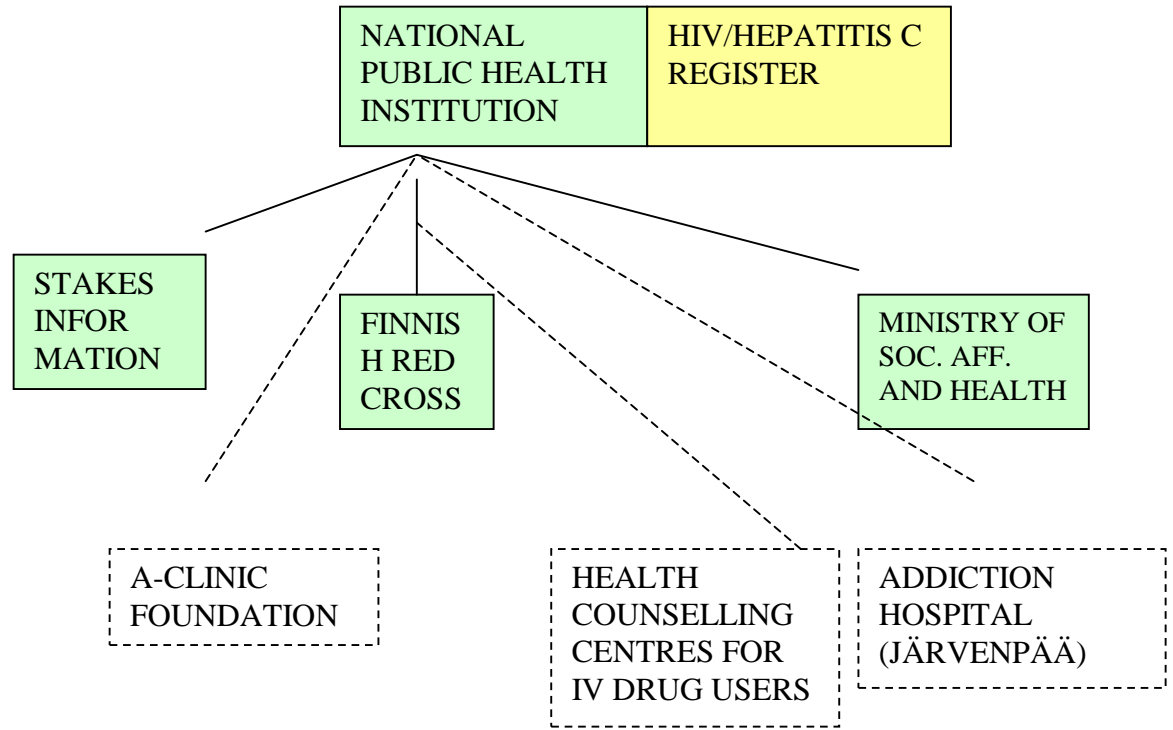 NATIONAL
PUBLIC HEALTH
INSTITUTION
HIV/HEPATITIS C
REGISTER
STAKES
INFOR
MATION
FINNIS
H RED
CROSS
MINISTRY OF
SOC. AFF.
AND HEALTH
A-CLINIC
FOUNDATION
HEALTH
COUNSELLING
CENTRES FOR
IV DRUG USERS
ADDICTION
HOSPITAL
(JÄRVENPÄÄ)